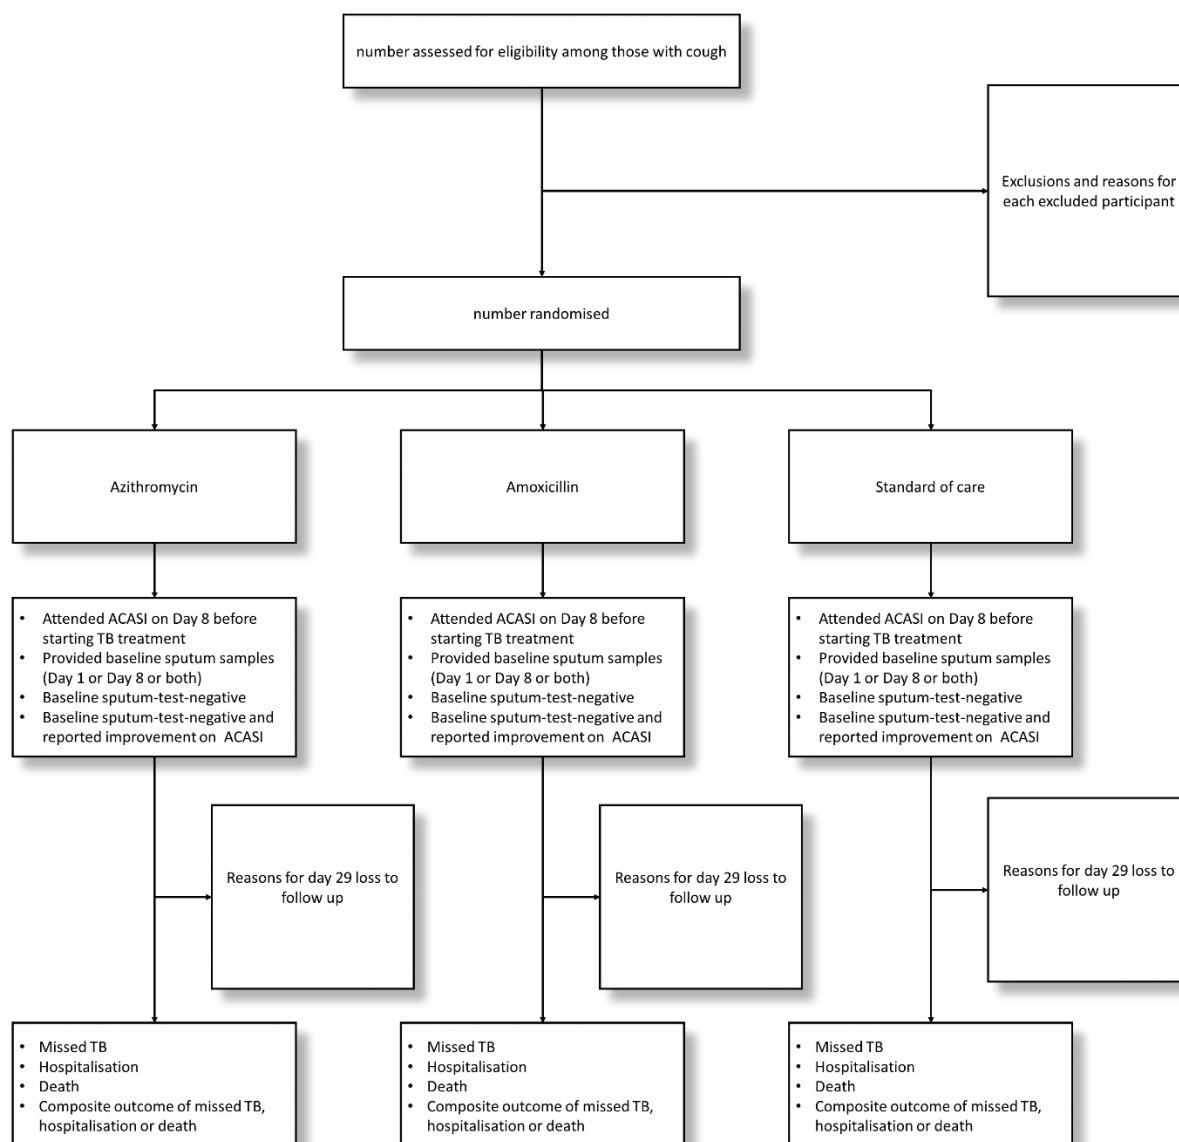 number assessed for eligibility among those with cough
Exclusions and reasons for
each excluded participant
number randomised
Azithromycin
Amoxicillin
Standard of care
• Attended ACASI on Day 8 before
starting TB treatment
• Provided baseline sputum samples
(Day 1 or Day 8 or both)
• Baseline sputum-test-negative
• Baseline sputum-test-negative and
reported improvement on ACASI
• Attended ACASI on Day 8 before
starting TB treatment
• Provided baseline sputum samples
(Day 1 or Day 8 or both)
• Baseline sputum-test-negative
• Baseline sputum-test-negative and
reported improvement on ACASI
• Attended ACASI on Day 8 before
starting TB treatment
• Provided baseline sputum samples
(Day 1 or Day 8 or both)
• Baseline sputum-test-negative
• Baseline sputum-test-negative and
reported improvement on ACASI
Reasons for day 29 loss to
follow up
Reasons for day 29 loss to
follow up
Reasons for day 29 loss to
follow up
• Missed TB
• Hospitalisation
• Death
• Composite outcome of missed TB,
hospitalisation or death
• Missed TB
• Hospitalisation
• Death
• Composite outcome of missed TB,
hospitalisation or death
• Missed TB
• Hospitalisation
• Death
• Composite outcome of missed TB,
hospitalisation or death